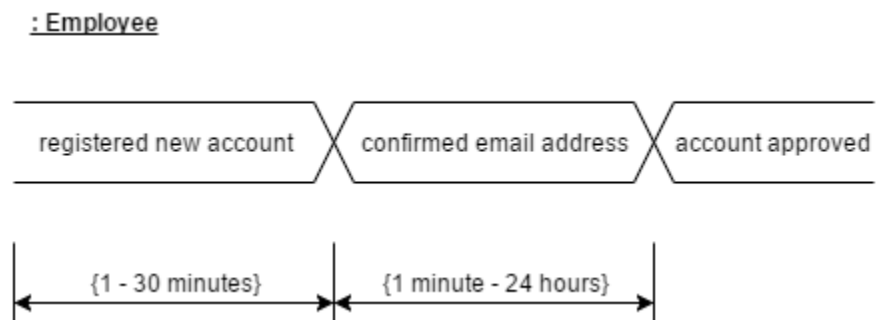 : Employee
registered new account
confirmed email address
account approved
{1 - 30 minutes}
{1 minute - 24 hours}